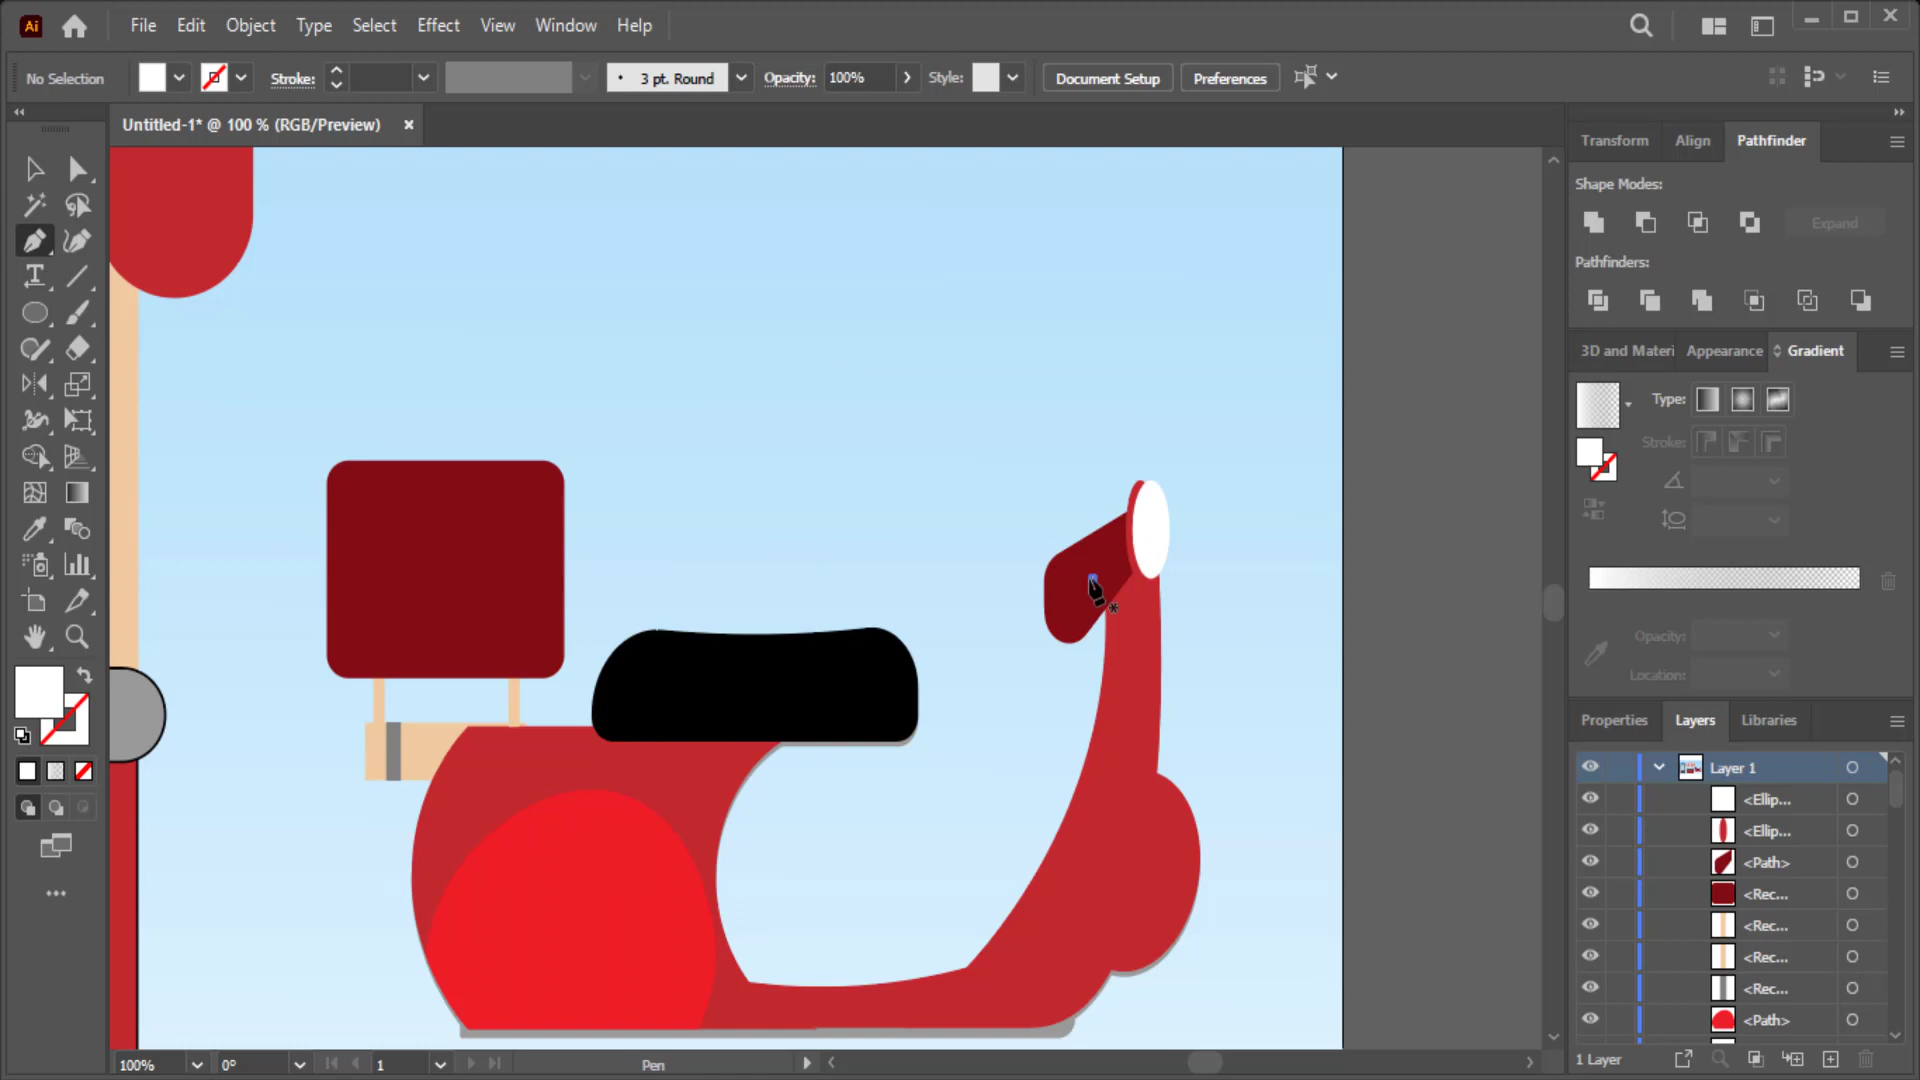 Ai File Edit Object Type Select Effect View Window Help
No Selection Stroke: 3 pt. Round Opacity: 100% Style: Document Setup Preferences
Untitled-1* @ 100 % (RGB/Preview)
Transform Align Pathfinder
Shape Modes:
Expand
Pathfinders:
3D and Materi Appearance Gradient
Type:
Stroke:
Opacity:
Location:
Properties Layers Libraries
Layer 1
<Ellip...
<Ellip...
<Path>
<Rec...
<Rec...
<Rec...
<Rec...
<Path>
1 Layer
100% 0° 1 Pen